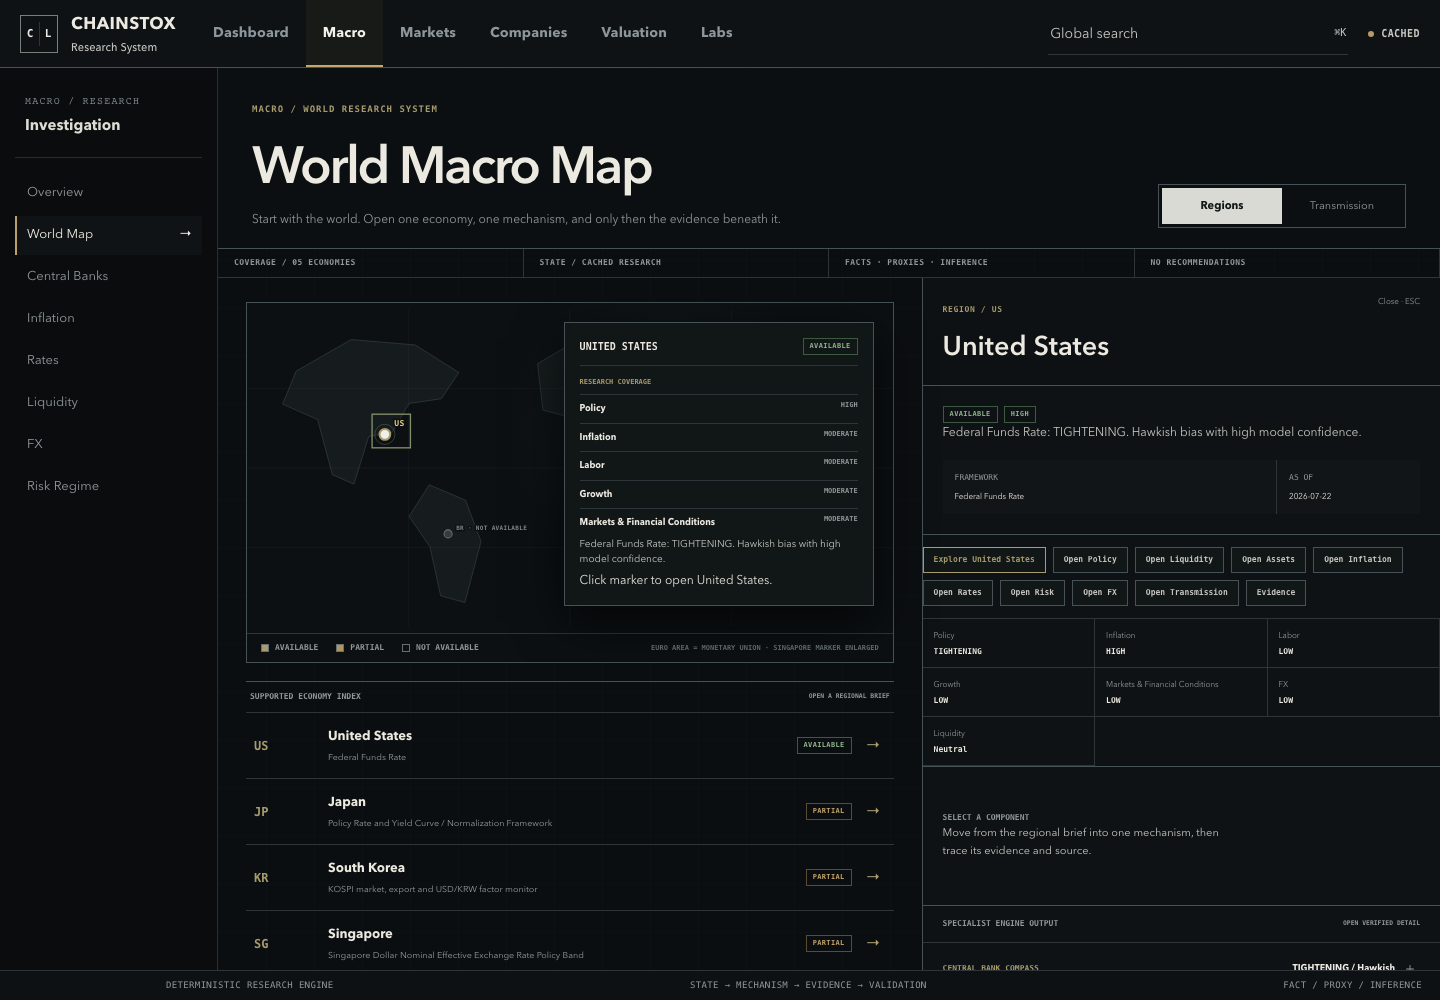 C L
CHAINSTOX
Research System
Dashboard
Macro
Markets
Companies
Valuation
Labs
Global search
⌘K
CACHED
MACRO / RESEARCH
Investigation
Overview
World Map →
Central Banks
Inflation
Rates
Liquidity
FX
Risk Regime
MACRO / WORLD RESEARCH SYSTEM
World Macro Map
Start with the world. Open one economy, one mechanism, and only then the evidence beneath it.
Regions
Transmission
COVERAGE / 05 ECONOMIES
STATE / CACHED RESEARCH
FACTS · PROXIES · INFERENCE
NO RECOMMENDATIONS
US
BR · NOT AVAILABLE
UNITED STATES
AVAILABLE
RESEARCH COVERAGE
Policy HIGH
Inflation MODERATE
Labor MODERATE
Growth MODERATE
Markets & Financial Conditions MODERATE
Federal Funds Rate: TIGHTENING. Hawkish bias with high
model confidence.
Click marker to open United States.
AVAILABLE
PARTIAL
NOT AVAILABLE
EURO AREA = MONETARY UNION · SINGAPORE MARKER ENLARGED
SUPPORTED ECONOMY INDEX
OPEN A REGIONAL BRIEF
US
United States
Federal Funds Rate
AVAILABLE →
JP
Japan
Policy Rate and Yield Curve / Normalization Framework
PARTIAL →
KR
South Korea
KOSPI market, export and USD/KRW factor monitor
PARTIAL →
SG
Singapore
Singapore Dollar Nominal Effective Exchange Rate Policy Band
PARTIAL →
REGION / US
Close · ESC
United States
AVAILABLE
HIGH
Federal Funds Rate: TIGHTENING. Hawkish bias with high model confidence.
FRAMEWORK
Federal Funds Rate
AS OF
2026-07-22
Explore United States
Open Policy
Open Liquidity
Open Assets
Open Inflation
Open Rates
Open Risk
Open FX
Open Transmission
Evidence
Policy
TIGHTENING
Inflation
HIGH
Labor
LOW
Growth
LOW
Markets & Financial Conditions
LOW
FX
LOW
Liquidity
Neutral
SELECT A COMPONENT
Move from the regional brief into one mechanism, then
trace its evidence and source.
SPECIALIST ENGINE OUTPUT
OPEN VERIFIED DETAIL
CENTRAL BANK COMPASS
TIGHTENING / Hawkish +
DETERMINISTIC RESEARCH ENGINE
STATE → MECHANISM → EVIDENCE → VALIDATION
FACT / PROXY / INFERENCE